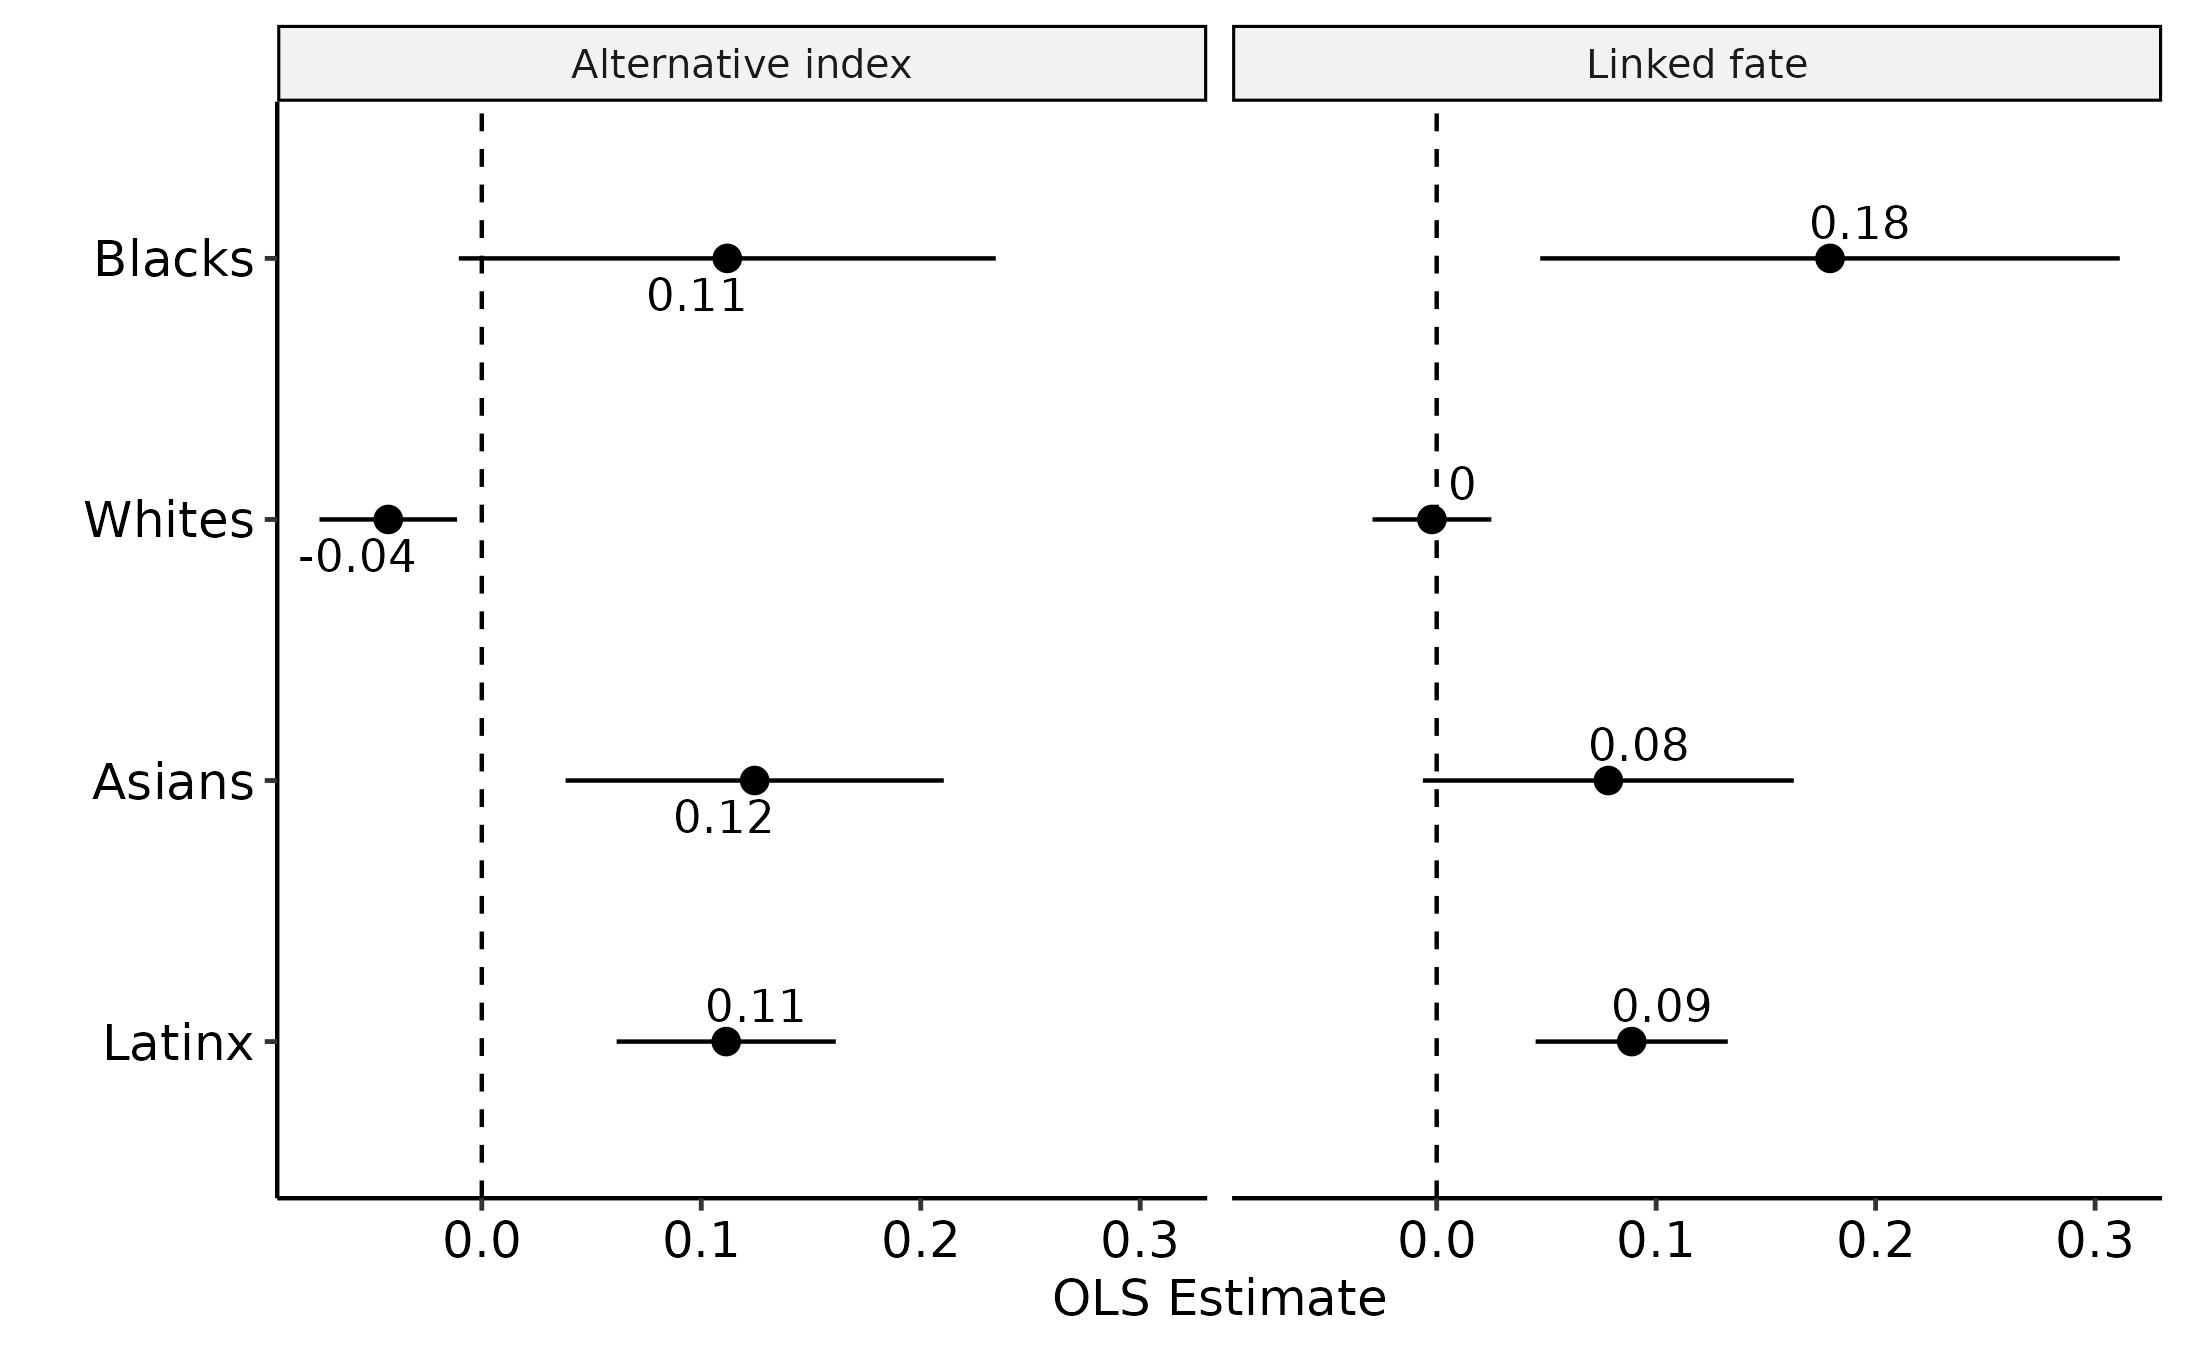 Alternative index
Linked fate
Blacks
0.11
0.18
Whites
-0.04
0
Asians
0.12
0.08
Latinx
0.11
0.09
0.0 0.1 0.2 0.3
0.0 0.1 0.2 0.3
OLS Estimate